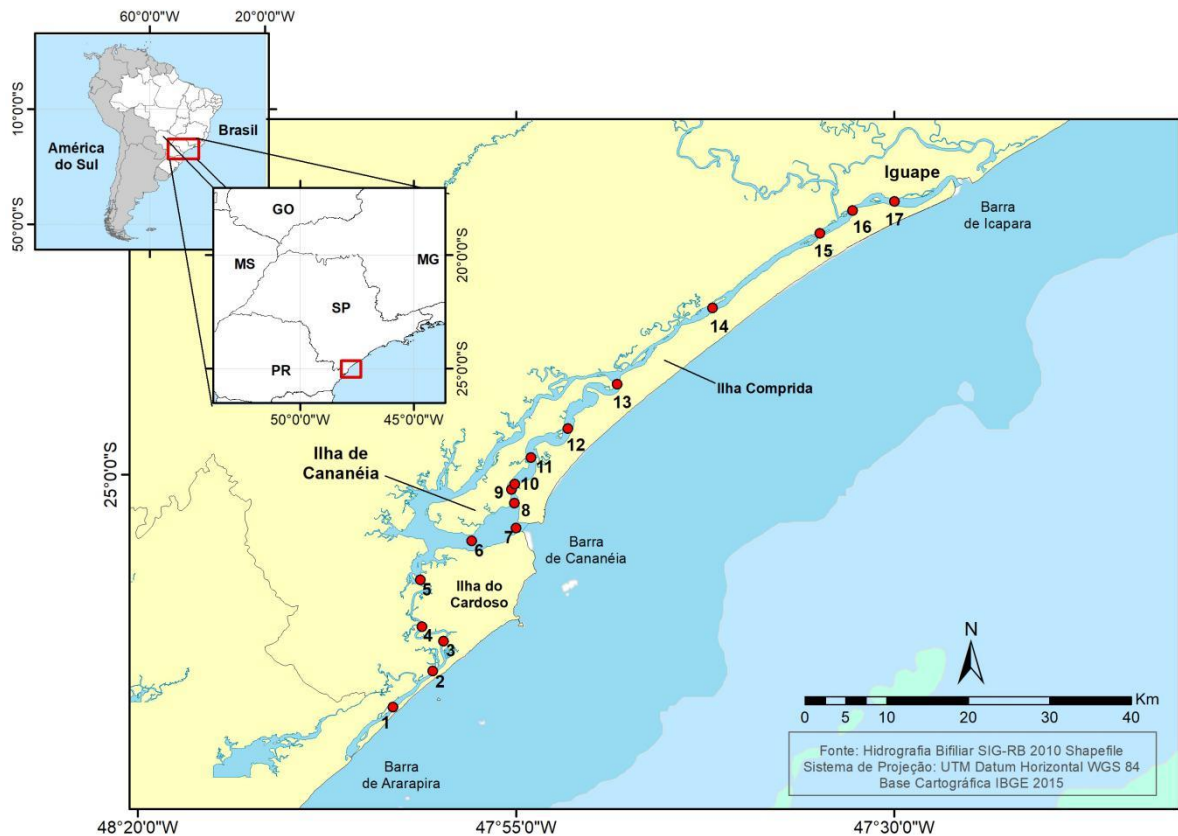 60°0'0"W
20°0'0"W
10°0'0"S
50°0'0"S
América
do Sul
Brasil
GO
MS
MG
SP
PR
20°0'0"S
25°0'0"S
50°0'0"W
45°0'0"W
Iguape
Barra
de Icapara
17
16
15
14
Ilha Comprida
13
12
11
10
9
8
7
6
5
4
3
2
1
Ilha de
Cananéia
Barra
de Cananéia
Ilha do
Cardoso
Barra
de Ararapira
25°0'0"S
N
Km
0 5 10 20 30 40
Fonte: Hidrografia Bifiliar SIG-RB 2010 Shapefile
Sistema de Projeção: UTM Datum Horizontal WGS 84
Base Cartográfica IBGE 2015
48°20'0"W
47°55'0"W
47°30'0"W